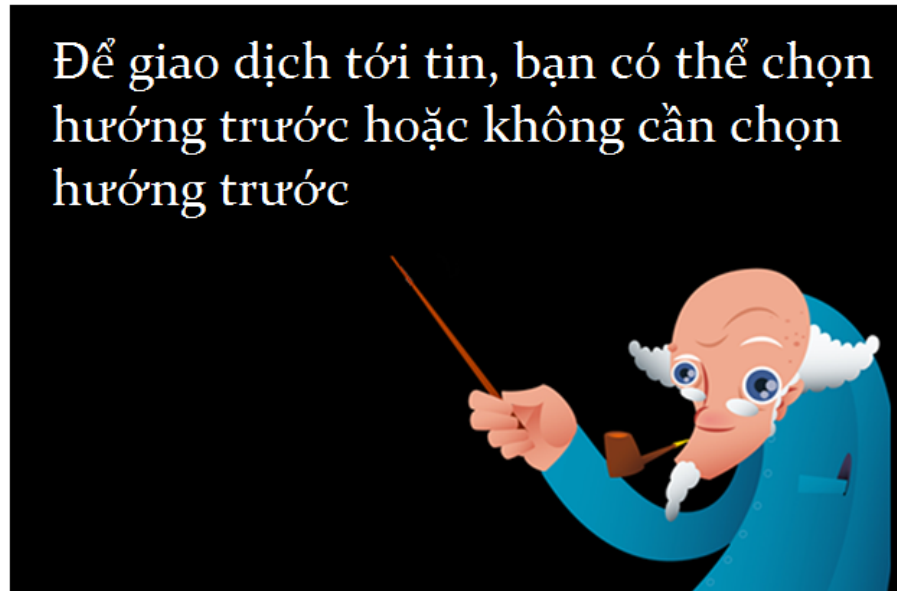 Để giao dịch tới tin, bạn có thể chọn
hướng trước hoặc không cần chọn
hướng trước